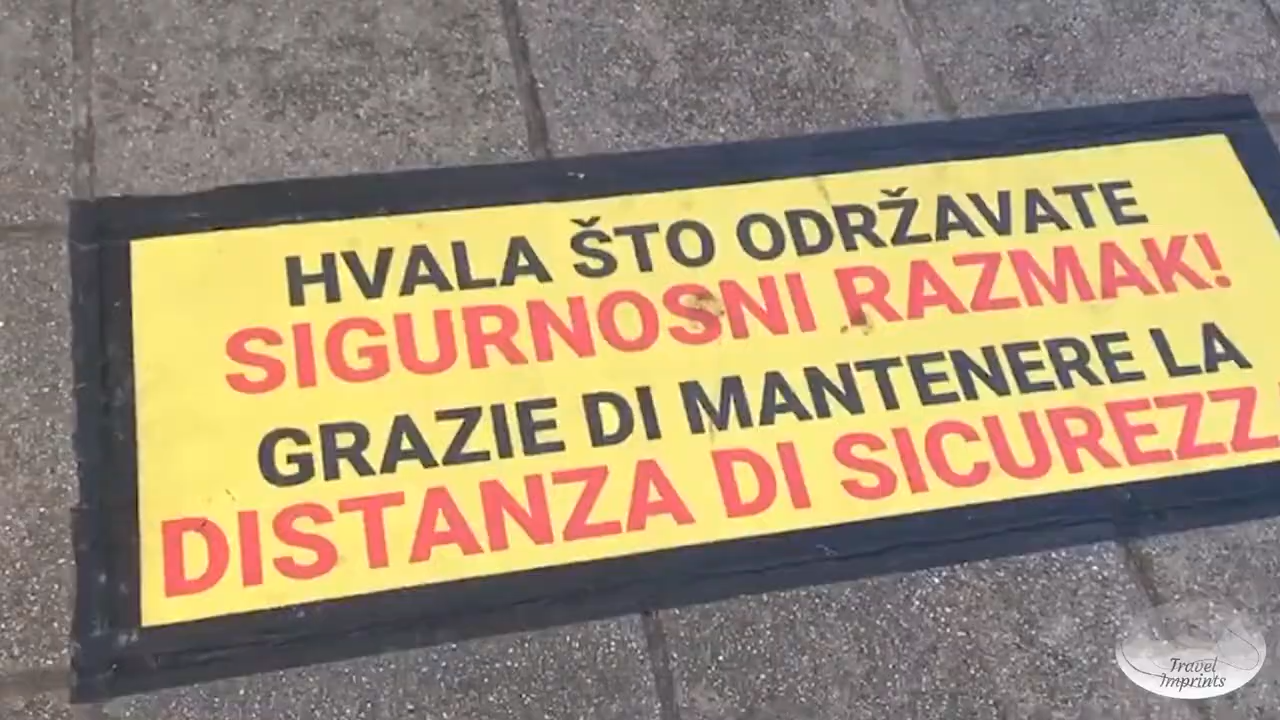 HVALA ŠTO ODRŽAVATE
SIGURNOSNI RAZMAK!
GRAZIE DI MANTENERE LA
DISTANZA DI SICUREZZ
Travel
Imprints